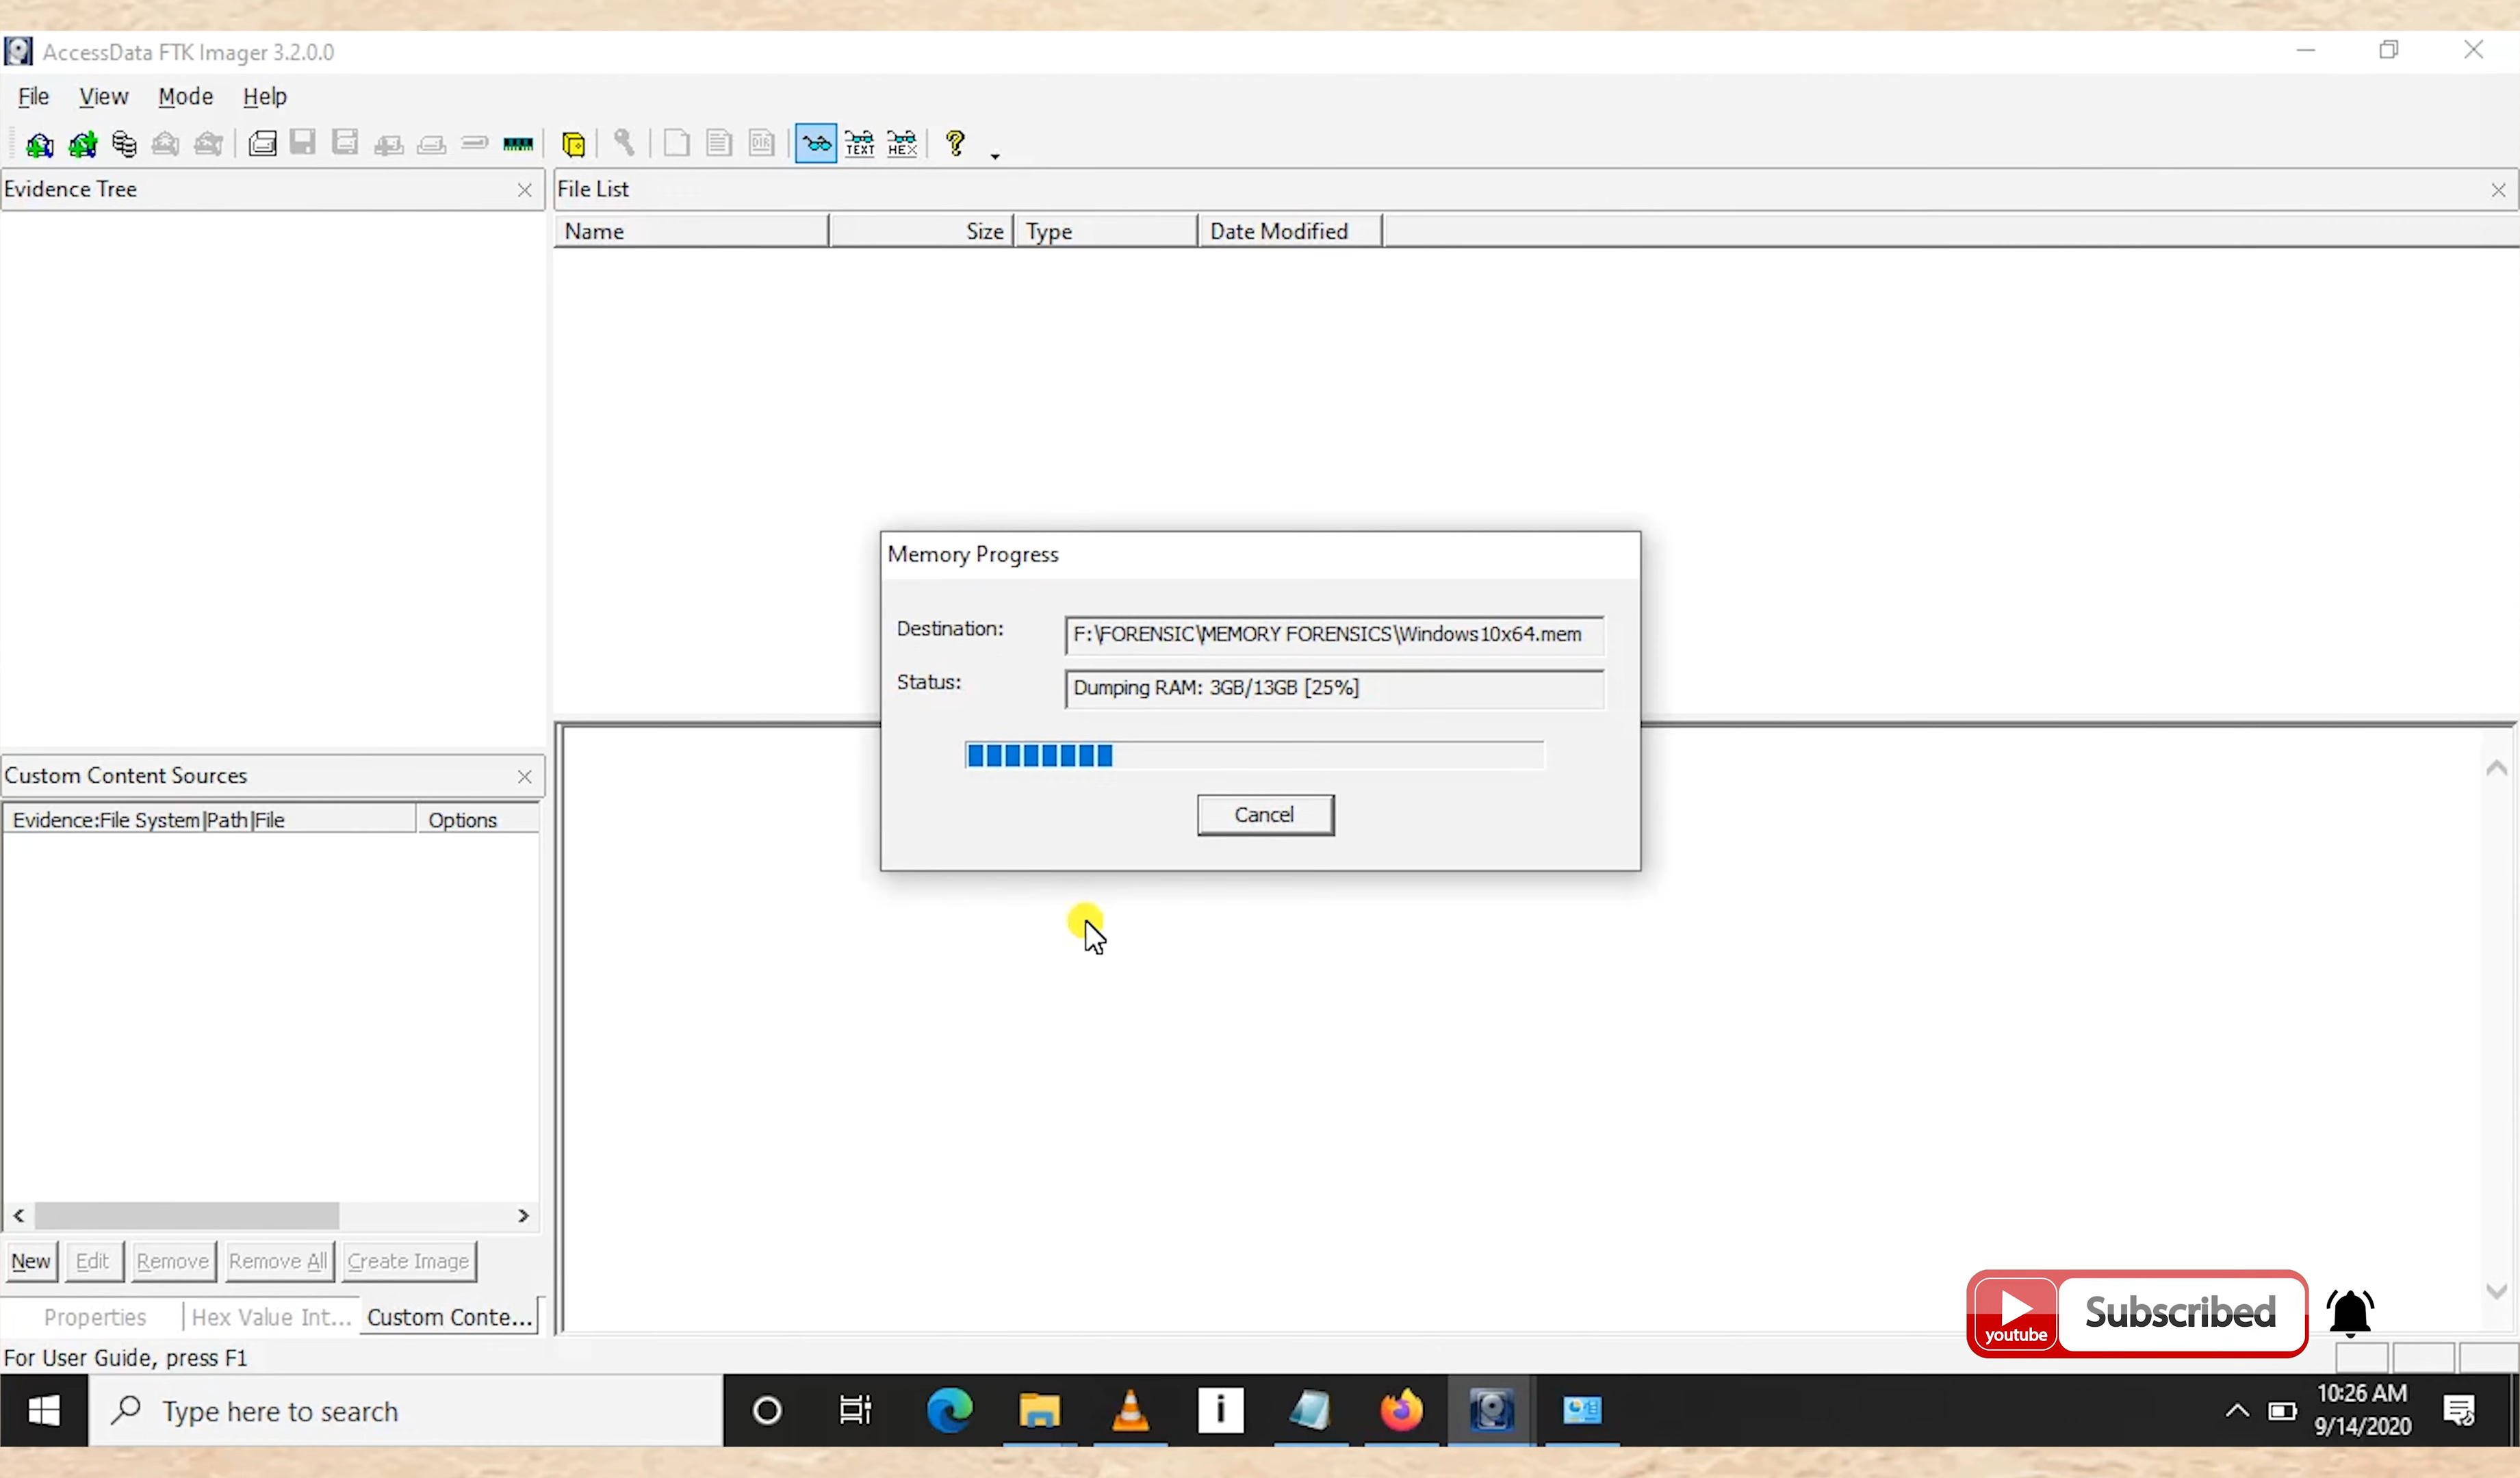 AccessData FTK Imager 3.2.0.0
File View Mode Help
DIR TEXT HEX
Evidence Tree
File List
Name Size Type Date Modified
Memory Progress
Destination: F:\FORENSIC\MEMORY FORENSICS\Windows10x64.mem
Status: Dumping RAM: 3GB/13GB [25%]
Cancel
Custom Content Sources
Evidence:File System|Path|File Options
New Edit Remove Remove All Create Image
Properties Hex Value Int... Custom Conte...
youtube Subscribed
For User Guide, press F1
Type here to search
10:26 AM
9/14/2020